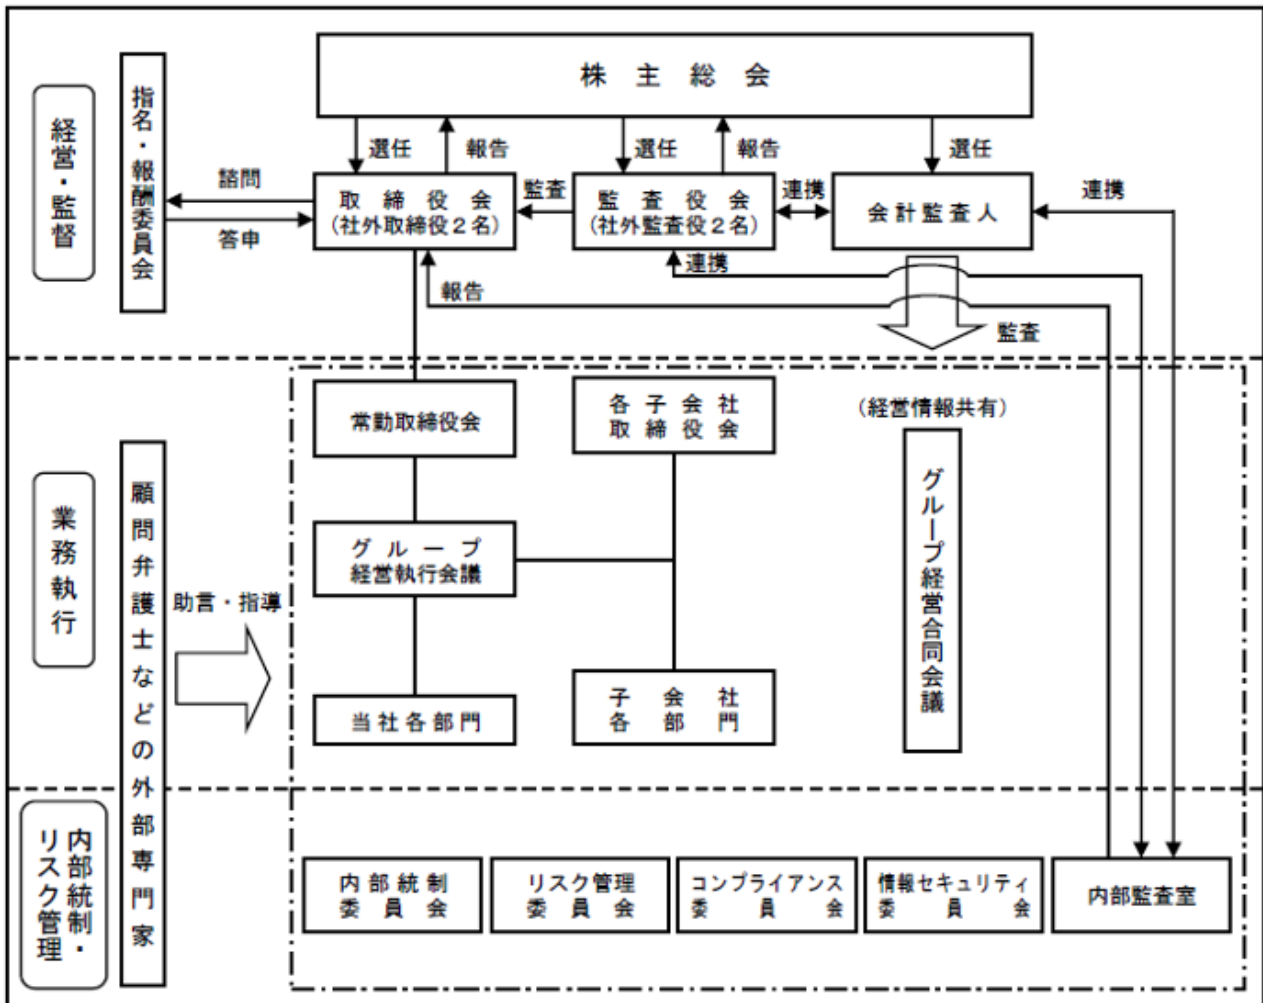 株主総会
選任
報告
選任
報告
選任
経営・監督
指名・報酬委員会
諮問
答申
取締役会
(社外取締役2名)
監査
監査役会
(社外監査役2名)
連携
会計監査人
連携
連携
報告
監査
業務執行
顧問弁護士などの外部専門家
助言・指導
常勤取締役会
各子会社
取締役会
(経営情報共有)
グループ
経営執行会議
グループ経営合同会議
当社各部門
子会社
各部門
内部統制・
リスク管理
内部統制
委員会
リスク管理
委員会
コンプライアンス
委員会
情報セキュリティ
委員会
内部監査室